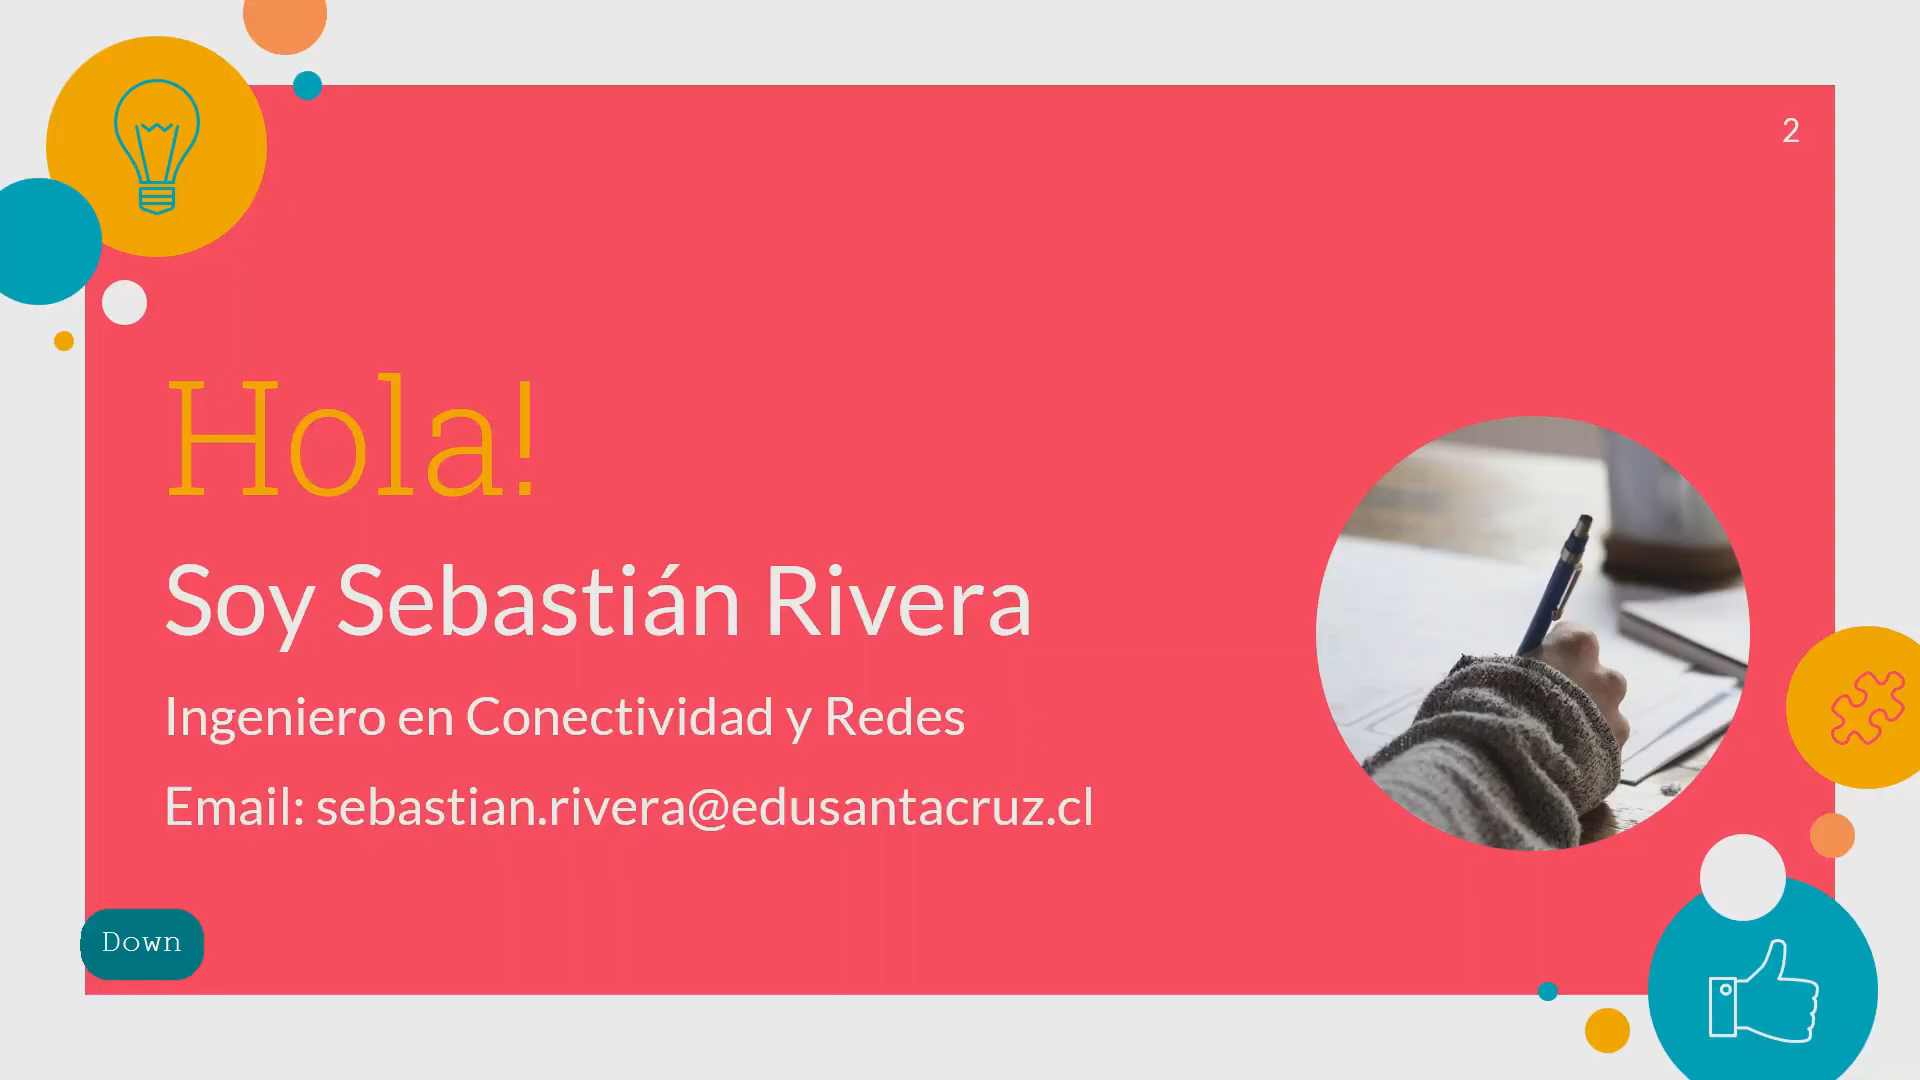 2
Hola!
Soy Sebastián Rivera
Ingeniero en Conectividad y Redes
Email: sebastian.rivera@edusantacruz.cl
Down